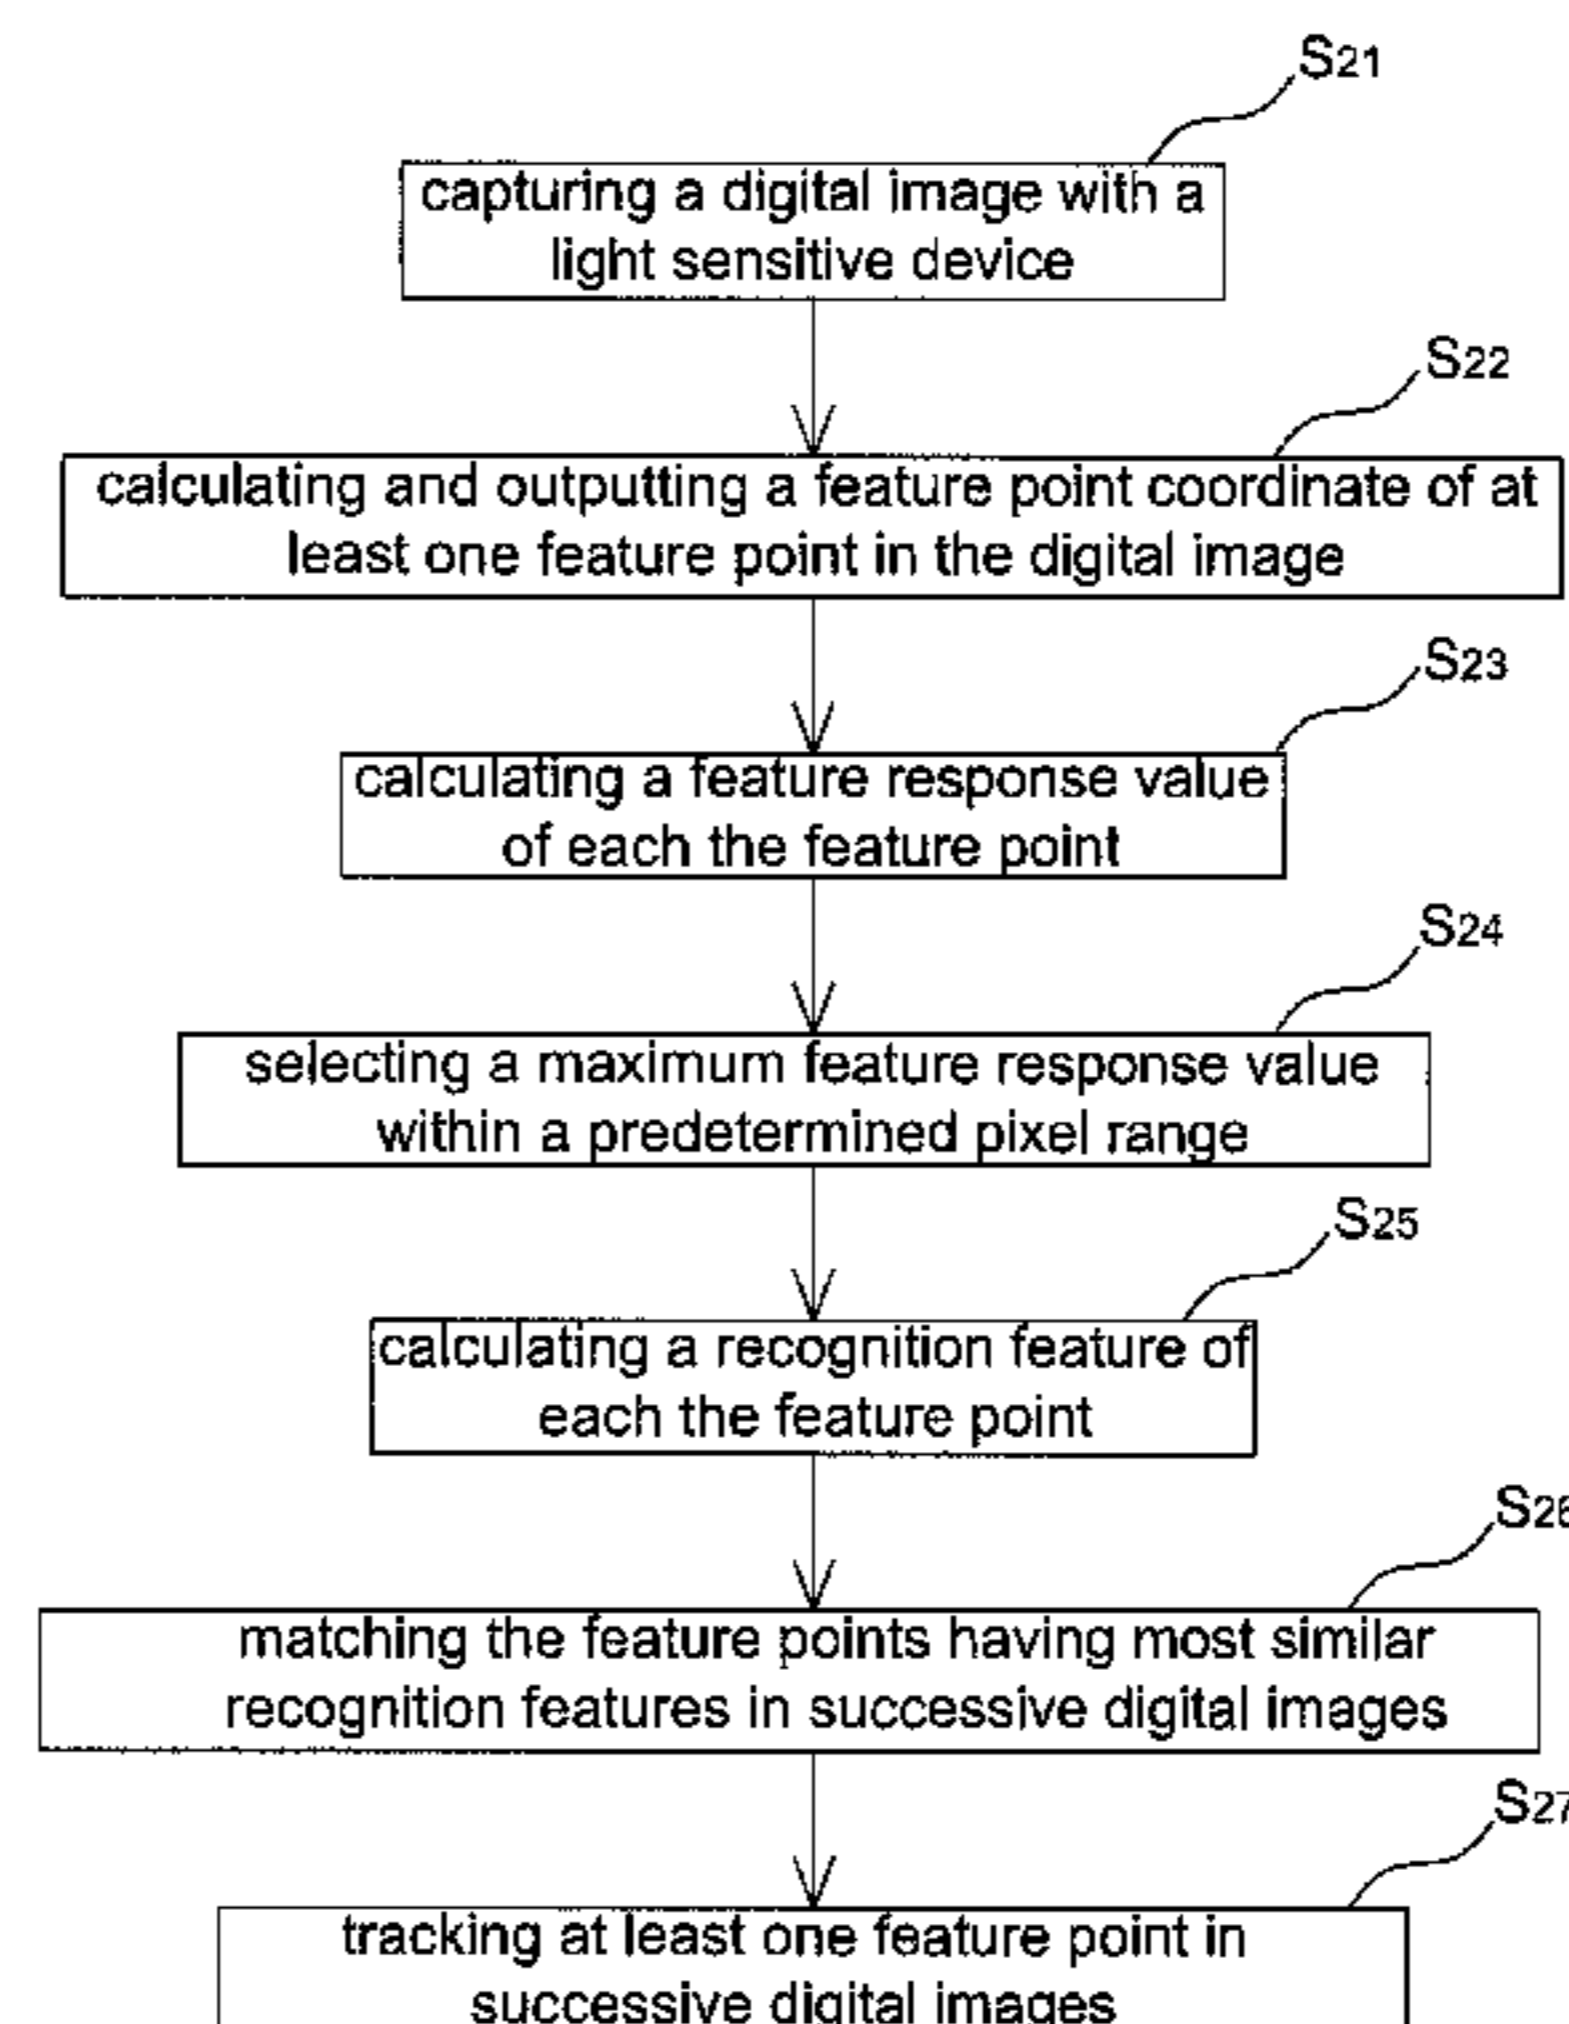 S21
capturing a digital image with a
light sensitive device
S22
calculating and outputting a feature point coordinate of at
least one feature point in the digital image
S23
calculating a feature response value
of each the feature point
S24
selecting a maximum feature response value
within a predetermined pixel range
S25
calculating a recognition feature of
each the feature point
S26
matching the feature points having most similar
recognition features in successive digital images
S27
tracking at least one feature point in
successive digital images